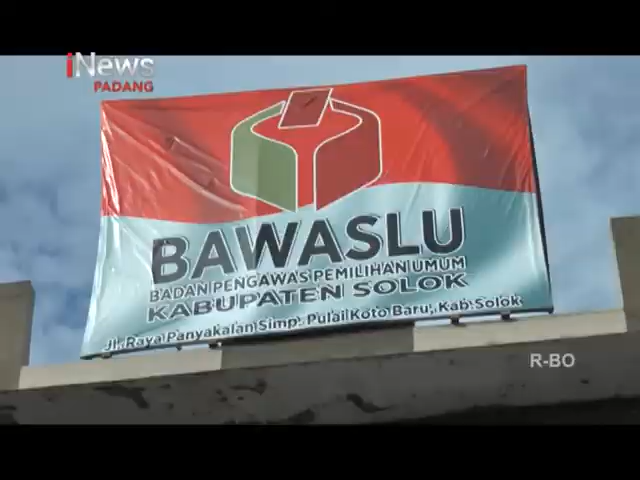 iNews
PADANG
BAWASLU
BADAN PENGAWAS PEMILIHAN UMUM
KABUPATEN SOLOK
Jl. Raya Panyakalan Simp. Pulai Koto Baru, Kab.Solok
R-BO